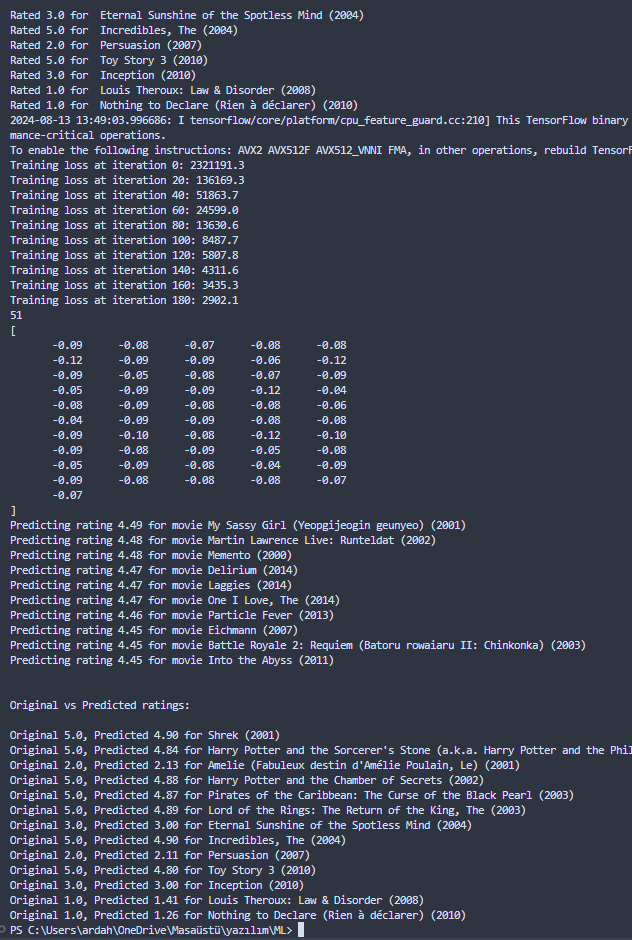 Rated 3.0 for  Eternal Sunshine of the Spotless Mind (2004)
Rated 5.0 for  Incredibles, The (2004)
Rated 2.0 for  Persuasion (2007)
Rated 5.0 for  Toy Story 3 (2010)
Rated 3.0 for  Inception (2010)
Rated 1.0 for  Louis Theroux: Law & Disorder (2008)
Rated 1.0 for  Nothing to Declare (Rien à déclarer) (2010)
2024-08-13 13:49:03.996686: I tensorflow/core/platform/cpu_feature_guard.cc:210] This TensorFlow binary
mance-critical operations.
To enable the following instructions: AVX2 AVX512F AVX512_VNNI FMA, in other operations, rebuild TensorF
Training loss at iteration 0: 2321191.3
Training loss at iteration 20: 136169.3
Training loss at iteration 40: 51863.7
Training loss at iteration 60: 24599.0
Training loss at iteration 80: 13630.6
Training loss at iteration 100: 8487.7
Training loss at iteration 120: 5807.8
Training loss at iteration 140: 4311.6
Training loss at iteration 160: 3435.3
Training loss at iteration 180: 2902.1
51
[
-0.09 -0.08 -0.07 -0.08 -0.08
-0.12 -0.09 -0.09 -0.06 -0.12
-0.09 -0.05 -0.08 -0.07 -0.09
-0.05 -0.09 -0.09 -0.12 -0.04
-0.08 -0.09 -0.08 -0.08 -0.06
-0.04 -0.09 -0.09 -0.08 -0.08
-0.09 -0.10 -0.08 -0.12 -0.10
-0.09 -0.08 -0.09 -0.05 -0.08
-0.05 -0.09 -0.08 -0.04 -0.09
-0.09 -0.08 -0.08 -0.08 -0.07
-0.07
]
Predicting rating 4.49 for movie My Sassy Girl (Yeopgijeogin geunyeo) (2001)
Predicting rating 4.48 for movie Martin Lawrence Live: Runteldat (2002)
Predicting rating 4.48 for movie Memento (2000)
Predicting rating 4.47 for movie Delirium (2014)
Predicting rating 4.47 for movie Laggies (2014)
Predicting rating 4.47 for movie One I Love, The (2014)
Predicting rating 4.46 for movie Particle Fever (2013)
Predicting rating 4.45 for movie Eichmann (2007)
Predicting rating 4.45 for movie Battle Royale 2: Requiem (Batoru rowaiaru II: Chinkonka) (2003)
Predicting rating 4.45 for movie Into the Abyss (2011)
Original vs Predicted ratings:
Original 5.0, Predicted 4.90 for Shrek (2001)
Original 5.0, Predicted 4.84 for Harry Potter and the Sorcerer's Stone (a.k.a. Harry Potter and the Phil
Original 2.0, Predicted 2.13 for Amelie (Fabuleux destin d'Amélie Poulain, Le) (2001)
Original 5.0, Predicted 4.88 for Harry Potter and the Chamber of Secrets (2002)
Original 5.0, Predicted 4.87 for Pirates of the Caribbean: The Curse of the Black Pearl (2003)
Original 5.0, Predicted 4.89 for Lord of the Rings: The Return of the King, The (2003)
Original 3.0, Predicted 3.00 for Eternal Sunshine of the Spotless Mind (2004)
Original 5.0, Predicted 4.90 for Incredibles, The (2004)
Original 2.0, Predicted 2.11 for Persuasion (2007)
Original 5.0, Predicted 4.80 for Toy Story 3 (2010)
Original 3.0, Predicted 3.00 for Inception (2010)
Original 1.0, Predicted 1.41 for Louis Theroux: Law & Disorder (2008)
Original 1.0, Predicted 1.26 for Nothing to Declare (Rien à déclarer) (2010)
PS C:\Users\ardah\OneDrive\Masaüstü\yazılım\ML>